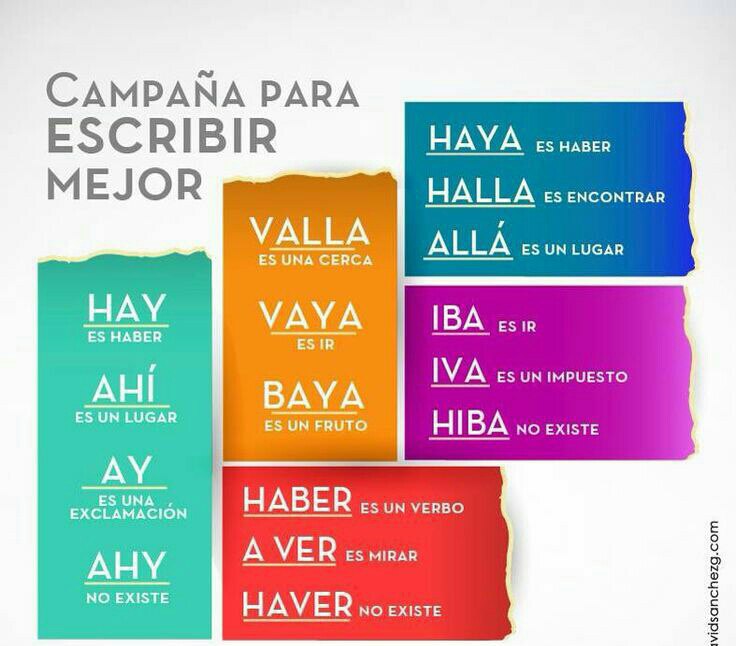 CAMPAÑA PARA
ESCRIBIR
MEJOR
HAY
ES HABER
AHÍ
ES UN LUGAR
AY
ES UNA
EXCLAMACIÓN
AHY
NO EXISTE
VALLA
ES UNA CERCA
VAYA
ES IR
BAYA
ES UN FRUTO
HAYA ES HABER
HALLA ES ENCONTRAR
ALLÁ ES UN LUGAR
IBA ES IR
IVA ES UN IMPUESTO
HIBA NO EXISTE
HABER ES UN VERBO
A VER ES MIRAR
HAVER NO EXISTE
avidsanchezg.com